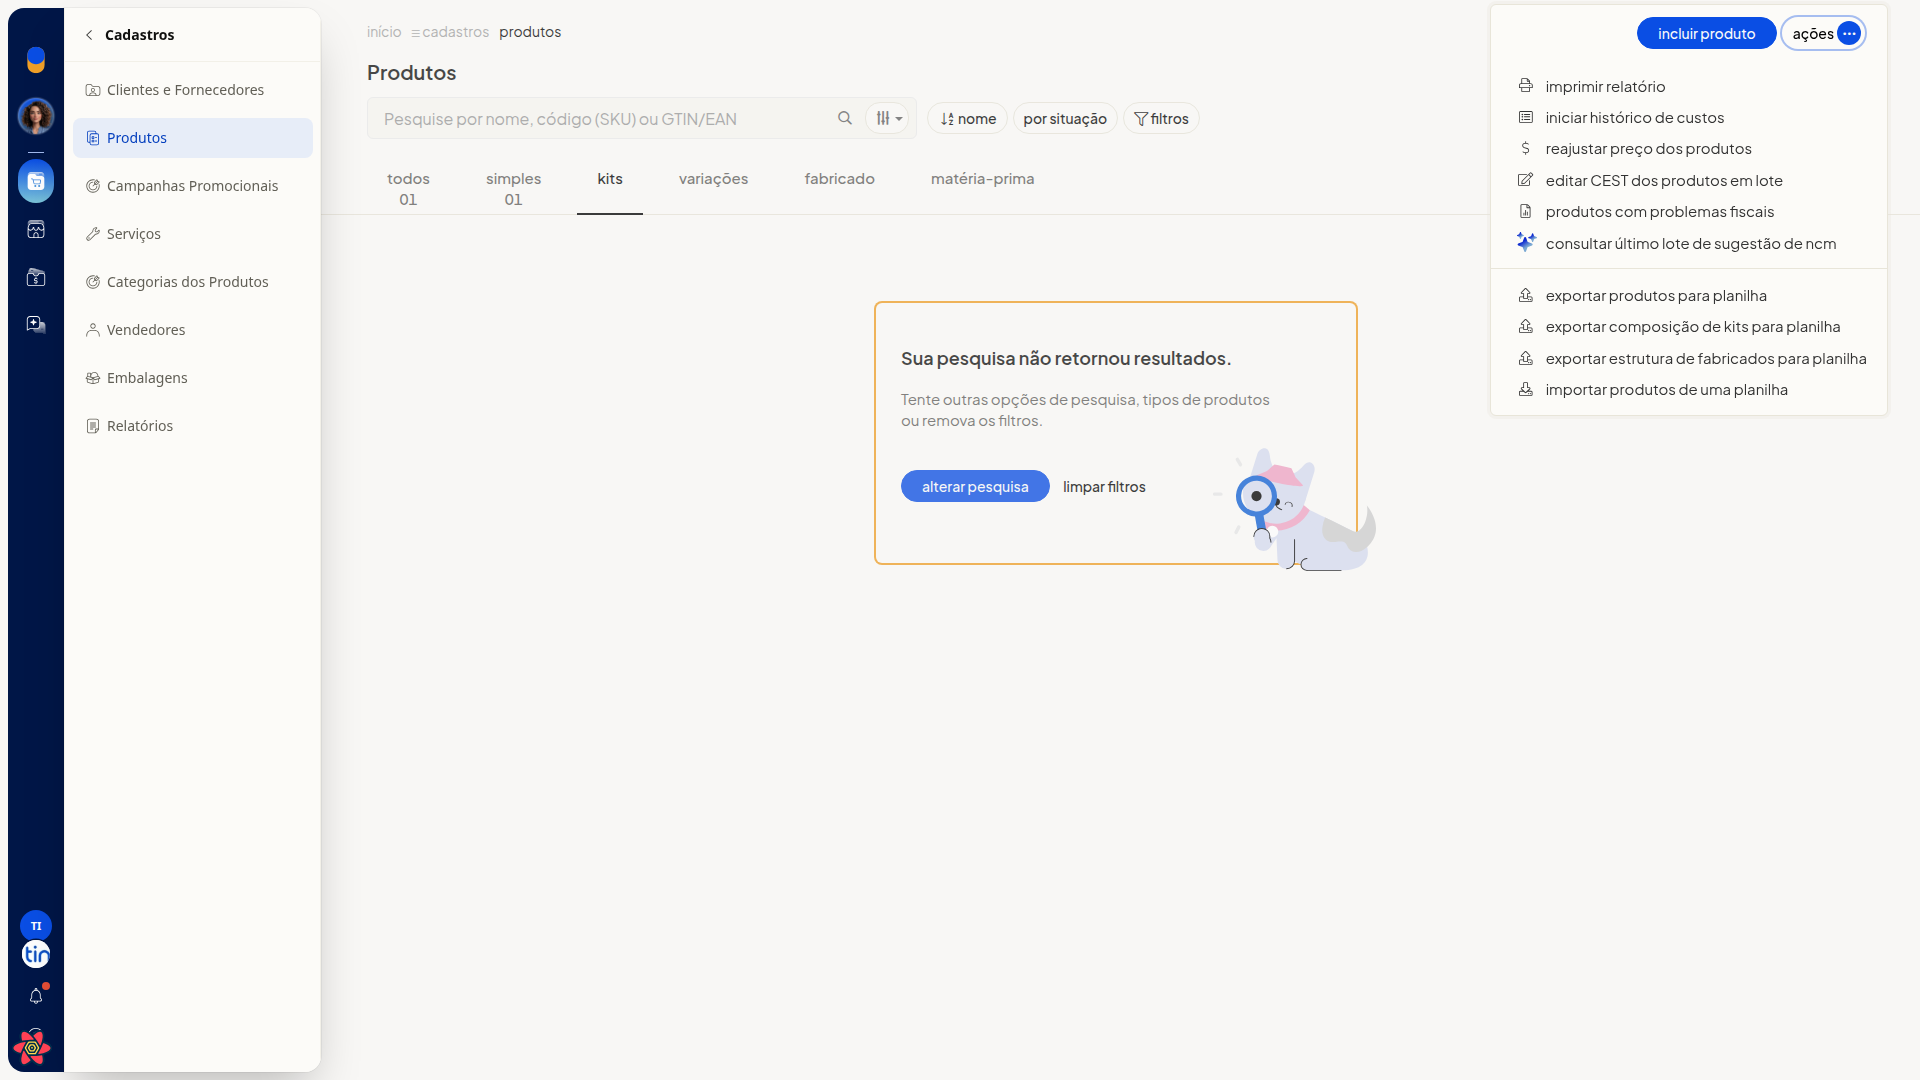 Cadastros
Clientes e Fornecedores
Produtos
Campanhas Promocionais
Serviços
Categorias dos Produtos
Vendedores
Embalagens
Relatórios
TI
tin
início cadastros produtos
Produtos
Pesquise por nome, código (SKU) ou GTIN/EAN
nome
por situação
filtros
todos
01
simples
01
kits
variações
fabricado
matéria-prima
Sua pesquisa não retornou resultados.
Tente outras opções de pesquisa, tipos de produtos
ou remova os filtros.
alterar pesquisa
limpar filtros
incluir produto
ações
imprimir relatório
iniciar histórico de custos
reajustar preço dos produtos
editar CEST dos produtos em lote
produtos com problemas fiscais
consultar último lote de sugestão de ncm
exportar produtos para planilha
exportar composição de kits para planilha
exportar estrutura de fabricados para planilha
importar produtos de uma planilha